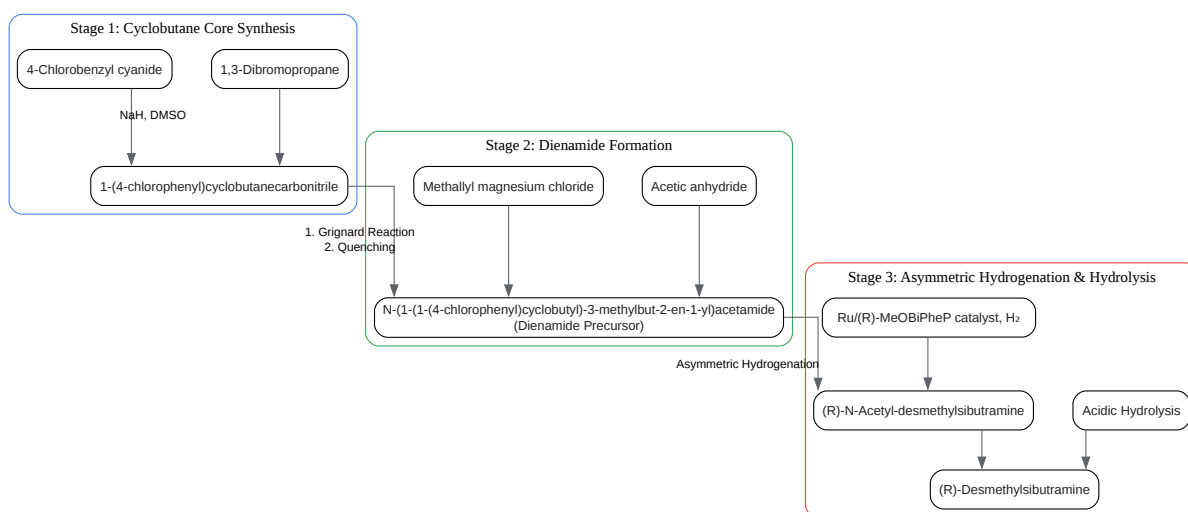 Stage 1: Cyclobutane Core Synthesis
4-Chlorobenzyl cyanide
1,3-Dibromopropane
NaH, DMSO
1-(4-chlorophenyl)cyclobutanecarbonitrile
Stage 2: Dienamide Formation
Methallyl magnesium chloride
Acetic anhydride
1. Grignard Reaction
2. Quenching
N-(1-(1-(4-chlorophenyl)cyclobutyl)-3-methylbut-2-en-1-yl)acetamide
(Dienamide Precursor)
Stage 3: Asymmetric Hydrogenation & Hydrolysis
Ru/(R)-MeOBiPheP catalyst, H₂
Asymmetric Hydrogenation
(R)-N-Acetyl-desmethylsibutramine
Acidic Hydrolysis
(R)-Desmethylsibutramine